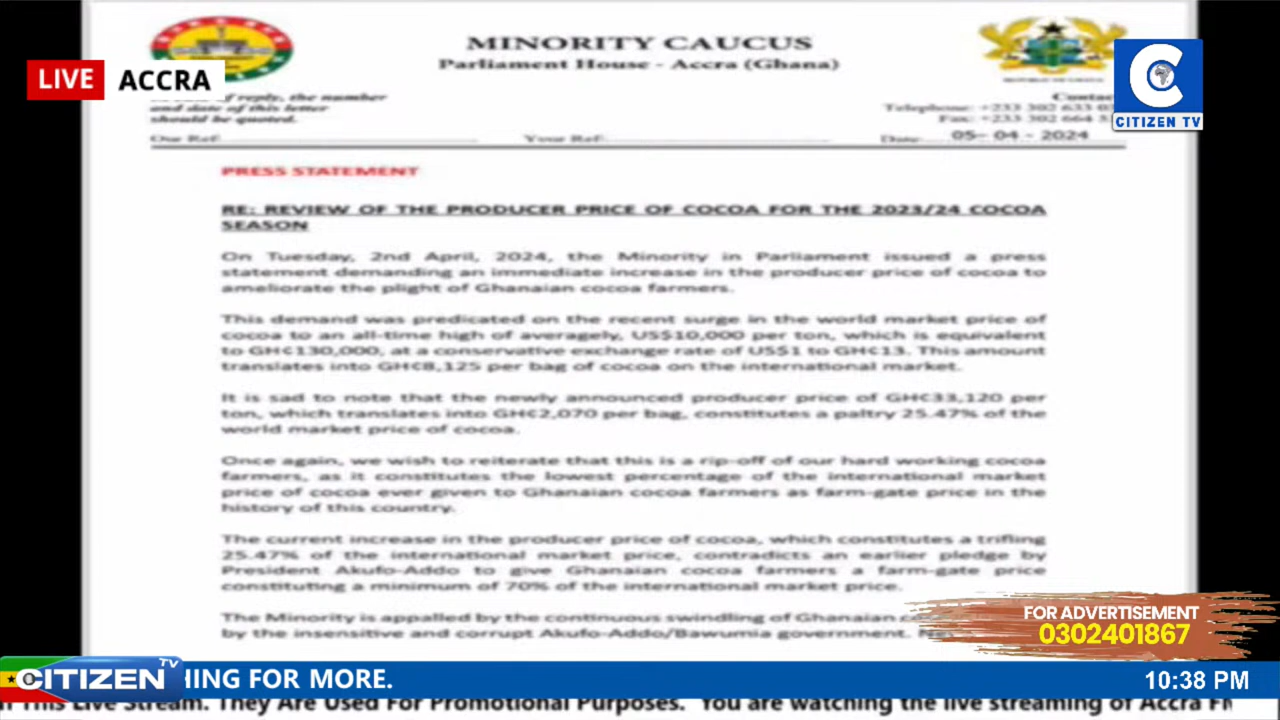 LIVE ACCRA
MINORITY CAUCUS
Parliament House - Accra (Ghana)
of reply, the number
and date of this letter
should be quoted.
Telephone: +233 302 633
Fax: +233 302 664
Our Ref: Your Ref: Date: 05- 04 - 2024
REPUBLIC OF GHANA
CITIZEN TV
PRESS STATEMENT
RE: REVIEW OF THE PRODUCER PRICE OF COCOA FOR THE 2023/24 COCOA
SEASON
On Tuesday, 2nd April, 2024, the Minority in Parliament issued a press
statement demanding an immediate increase in the producer price of cocoa to
ameliorate the plight of Ghanaian cocoa farmers.
This demand was predicated on the recent surge in the world market price of
cocoa to an all-time high of averagely, US$10,000 per ton, which is equivalent
to GH¢130,000, at a conservative exchange rate of US$1 to GH¢13. This amount
translates into GH¢8,125 per bag of cocoa on the international market.
It is sad to note that the newly announced producer price of GH¢33,120 per
ton, which translates into GH¢2,070 per bag, constitutes a paltry 25.47% of the
world market price of cocoa.
Once again, we wish to reiterate that this is a rip-off of our hard working cocoa
farmers, as it constitutes the lowest percentage of the international market
price of cocoa ever given to Ghanaian cocoa farmers as farm-gate price in the
history of this country.
The current increase in the producer price of cocoa, which constitutes a trifling
25.47% of the international market price, contradicts an earlier pledge by
President Akufo-Addo to give Ghanaian cocoa farmers a farm-gate price
constituting a minimum of 70% of the international market price.
The Minority is appalled by the continuous swindling of Ghanaian
by the insensitive and corrupt Akufo-Addo/Bawumia government.
FOR ADVERTISEMENT
0302401867
CITIZEN TV
HING FOR MORE.
10:38 PM
This Live Stream. They Are Used For Promotional Purposes. You are watching the live streaming of Accra